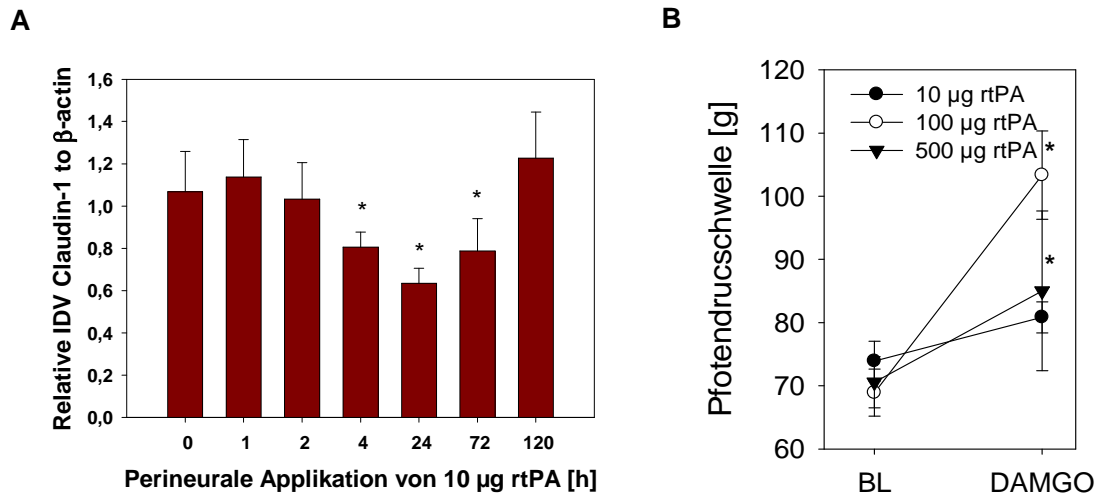 A
Relative IDV Claudin-1 to β-actin
1,6
1,4
1,2
1,0
0,8
0,6
0,4
0,2
0,0
* * *
0 1 2 4 24 72 120
Perineurale Applikation von 10 µg rtPA [h]
B
Pfotendrucschwelle [g]
120
110
100
90
80
70
60
10 µg rtPA
100 µg rtPA
500 µg rtPA
*
*
BL DAMGO